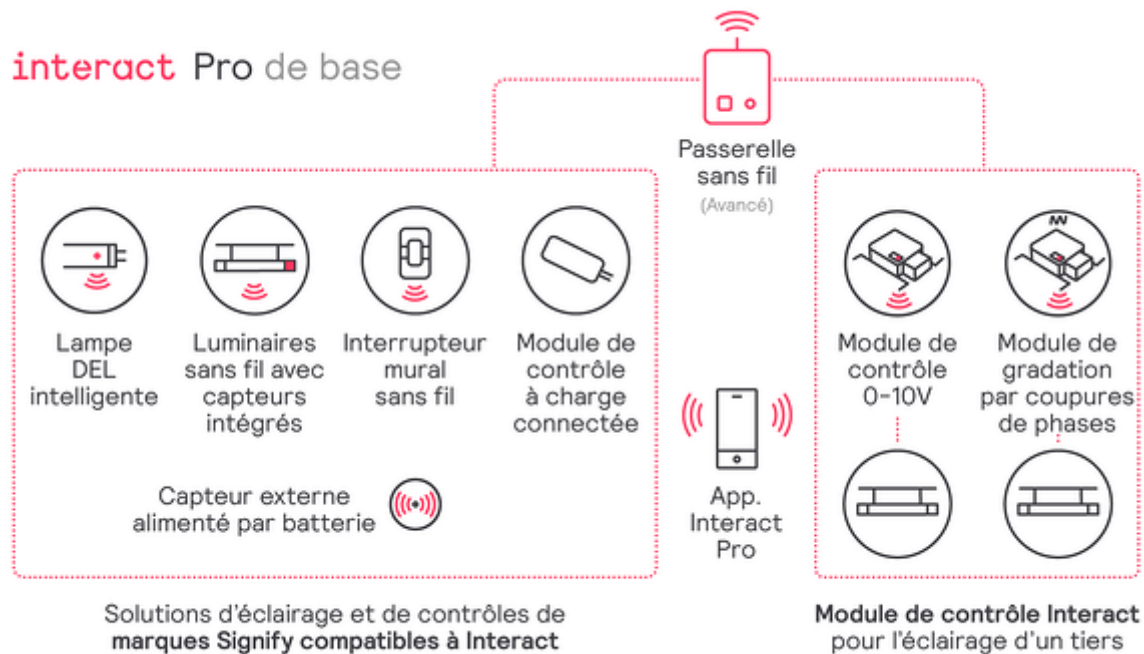 interact Pro de base
Passerelle
sans fil
(Avancé)
Lampe
DEL
intelligente
Luminaires
sans fil avec
capteurs
intégrés
Interrupteur
mural
sans fil
Module de
contrôle
à charge
connectée
Capteur externe
alimenté par batterie
App.
Interact
Pro
Module de
contrôle
0-10V
Module de
gradation
par coupures
de phases
Solutions d'éclairage et de contrôles de
marques Signify compatibles à Interact
Module de contrôle Interact
pour l'éclairage d'un tiers